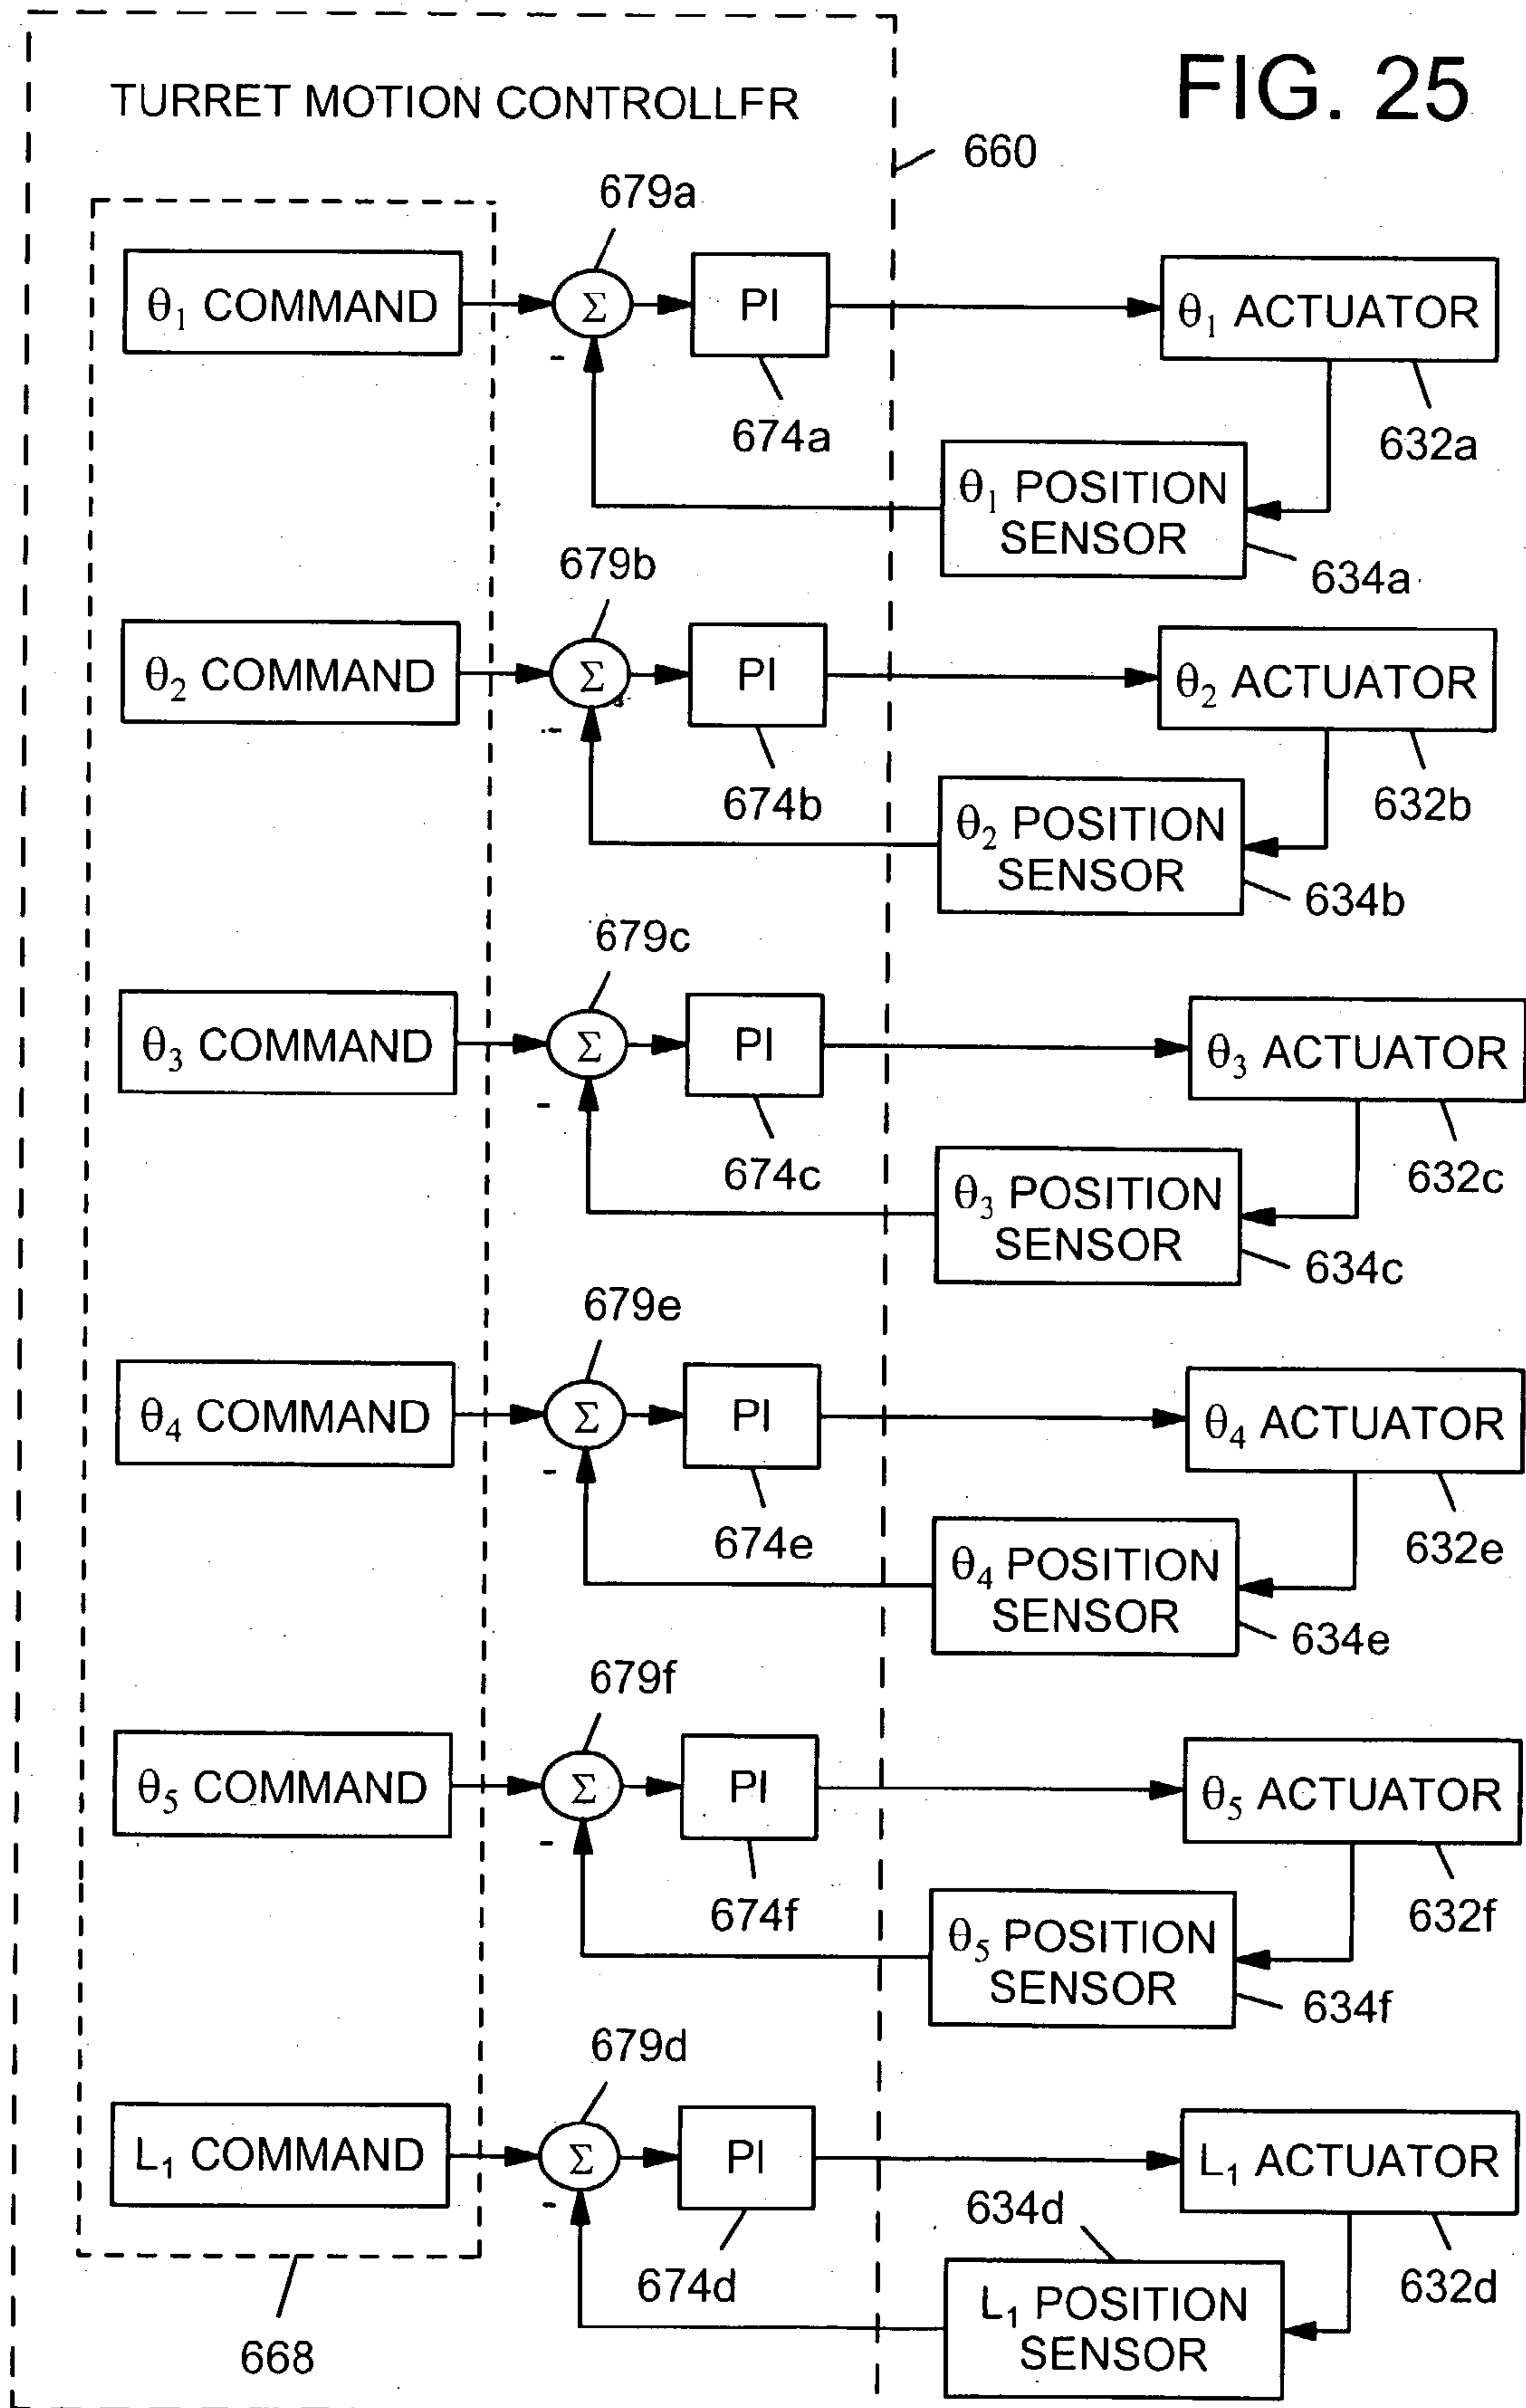 FIG. 25
TURRET MOTION CONTROLLFR
660
679a
θ₁ COMMAND
Σ
PI
θ₁ ACTUATOR
-
674a
632a
θ₁ POSITION
SENSOR
634a
679b
θ₂ COMMAND
Σ
PI
θ₂ ACTUATOR
-
674b
632b
θ₂ POSITION
SENSOR
634b
679c
θ₃ COMMAND
Σ
PI
θ₃ ACTUATOR
-
674c
632c
θ₃ POSITION
SENSOR
634c
679e
θ₄ COMMAND
Σ
PI
θ₄ ACTUATOR
-
674e
632e
θ₄ POSITION
SENSOR
634e
679f
θ₅ COMMAND
Σ
PI
θ₅ ACTUATOR
-
674f
632f
θ₅ POSITION
SENSOR
634f
679d
L₁ COMMAND
Σ
PI
L₁ ACTUATOR
-
634d
674d
632d
L₁ POSITION
SENSOR
668